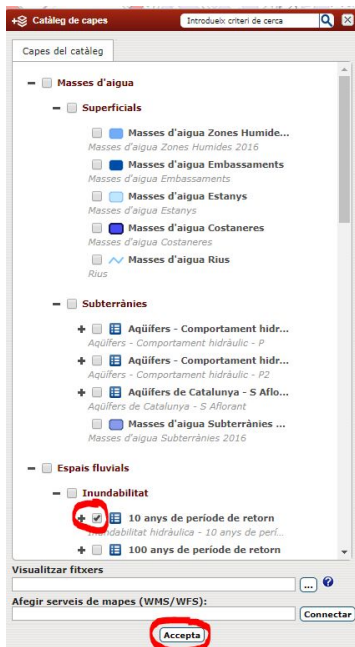 Catàleg de capes
Introdueix criteri de cerca
Capes del catàleg
Masses d'aigua
Superficials
Masses d'aigua Zones Humide...
Masses d'aigua Zones Humides 2016
Masses d'aigua Embassaments
Masses d'aigua Embassaments
Masses d'aigua Estanys
Masses d'aigua Estanys
Masses d'aigua Costaneres
Masses d'aigua Costaneres
Masses d'aigua Rius
Rius
Subterrànies
Aqüífers - Comportament hidr...
Aqüífers - Comportament hidràulic - P
Aqüífers - Comportament hidr...
Aqüífers - Comportament hidràulic - P2
Aqüífers de Catalunya - S Aflo...
Aqüífers de Catalunya - S Aflorant
Masses d'aigua Subterrànies ...
Masses d'aigua Subterrànies 2016
Espais fluvials
Inundabilitat
10 anys de període de retorn
Inundabilitat hidràulica - 10 anys de perí...
100 anys de període de retorn
Visualitzar fitxers
...
Afegir serveis de mapes (WMS/WFS):
Connectar
Accepta